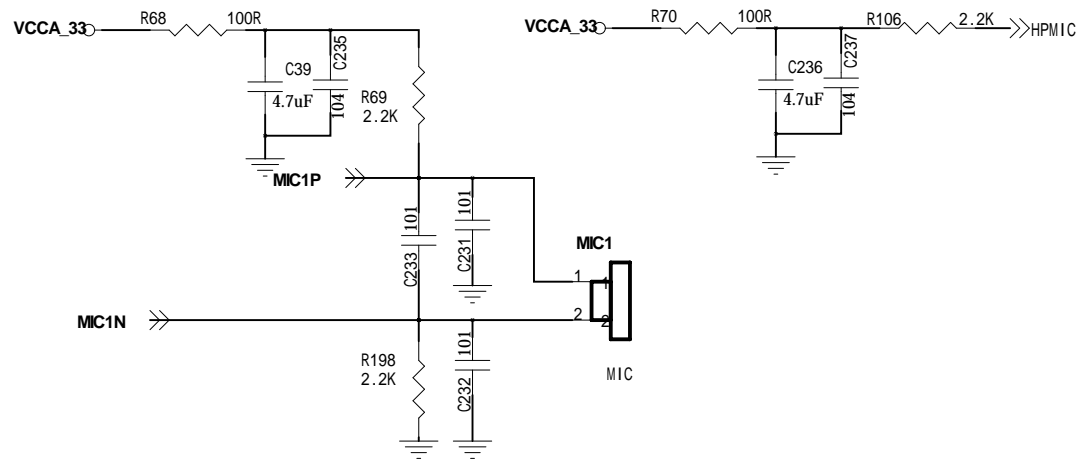 VCCA_33
R68
100R
C39
4.7uF
C235
104
R69
2.2K
VCCA_33
R70
100R
R106
2.2K
HPMIC
C236
4.7uF
C237
104
MIC1P
101
C233
101
C231
MIC1
1
1
2
2
MIC
MIC1N
R198
2.2K
101
C232